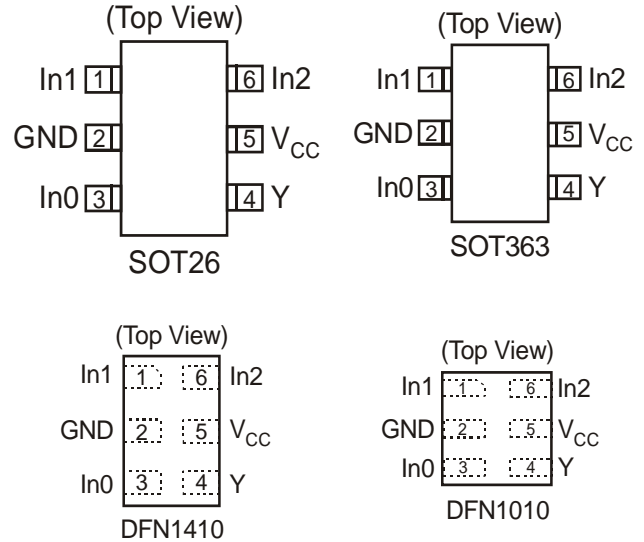 (Top View)
In1 1 6 In2
GND 2 5 VCC
In0 3 4 Y
SOT26
(Top View)
In1 1 6 In2
GND 2 5 VCC
In0 3 4 Y
SOT363
(Top View)
In1 1 6 In2
GND 2 5 VCC
In0 3 4 Y
DFN1410
(Top View)
In1 1 6 In2
GND 2 5 VCC
In0 3 4 Y
DFN1010